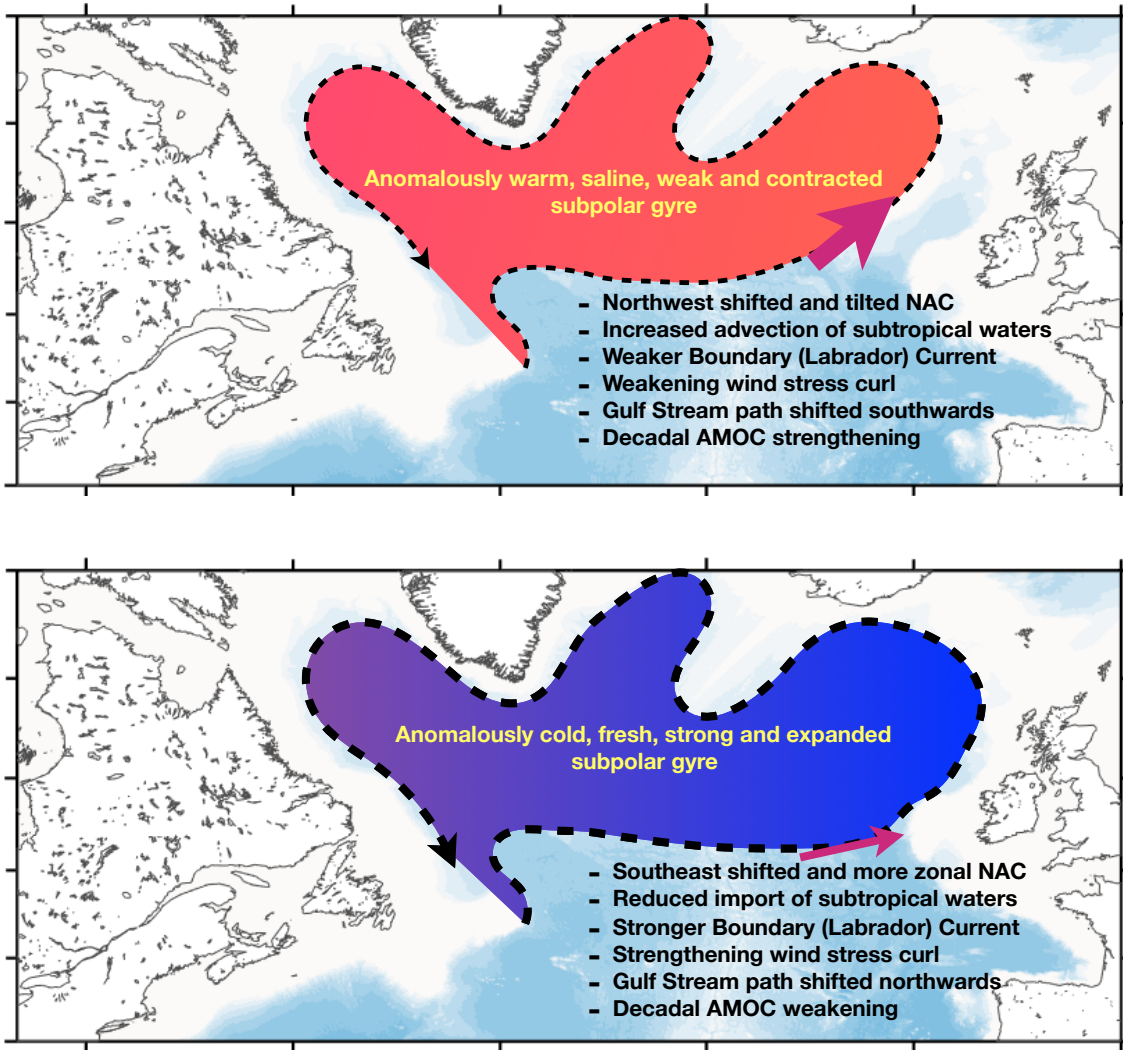 Anomalously warm, saline, weak and contracted
subpolar gyre
- Northwest shifted and tilted NAC
- Increased advection of subtropical waters
- Weaker Boundary (Labrador) Current
- Weakening wind stress curl
- Gulf Stream path shifted southwards
- Decadal AMOC strengthening
Anomalously cold, fresh, strong and expanded
subpolar gyre
- Southeast shifted and more zonal NAC
- Reduced import of subtropical waters
- Stronger Boundary (Labrador) Current
- Strengthening wind stress curl
- Gulf Stream path shifted northwards
- Decadal AMOC weakening